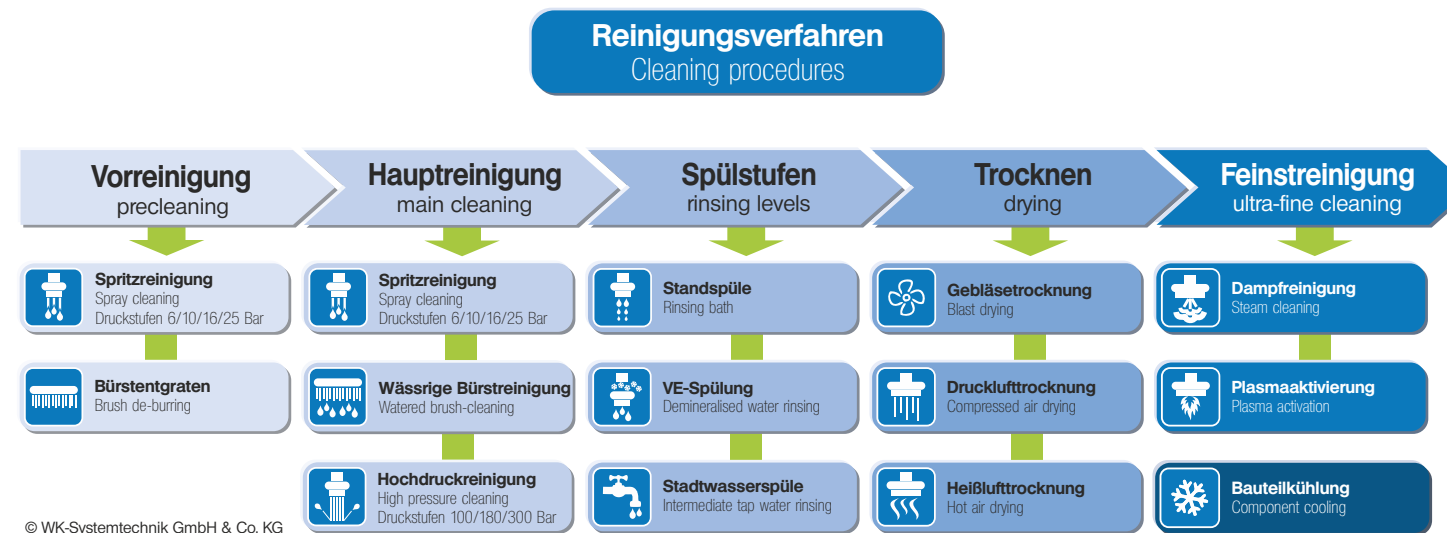 Reinigungsverfahren
Cleaning procedures
Vorreinigung
precleaning
Hauptreinigung
main cleaning
Spülstufen
rinsing levels
Trocknen
drying
Feinstreinigung
ultra-fine cleaning
Spritzreinigung
Spray cleaning
Druckstufen 6/10/16/25 Bar
Bürstentgraten
Brush de-burring
Spritzreinigung
Spray cleaning
Druckstufen 6/10/16/25 Bar
Wässrige Bürstreinigung
Watered brush-cleaning
Hochdruckreinigung
High pressure cleaning
Druckstufen 100/180/300 Bar
Standspüle
Rinsing bath
VE-Spülung
Demineralised water rinsing
Stadtwasserspüle
Intermediate tap water rinsing
Gebläsetrocknung
Blast drying
Drucklufttrocknung
Compressed air drying
Heißlufttrocknung
Hot air drying
Dampfreinigung
Steam cleaning
Plasmaaktivierung
Plasma activation
Bauteilkühlung
Component cooling
© WK-Systemtechnik GmbH & Co. KG